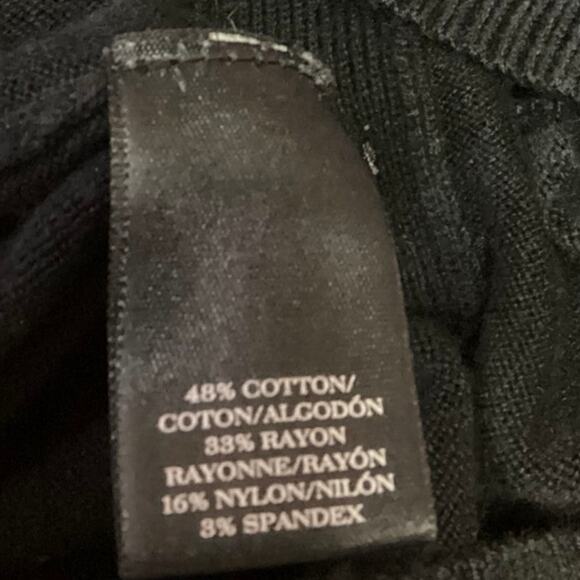 48% COTTON/
COTON/ALGODÓN
33% RAYON
RAYONNE/RAYÓN
16% NYLON/NILÓN
3% SPANDEX